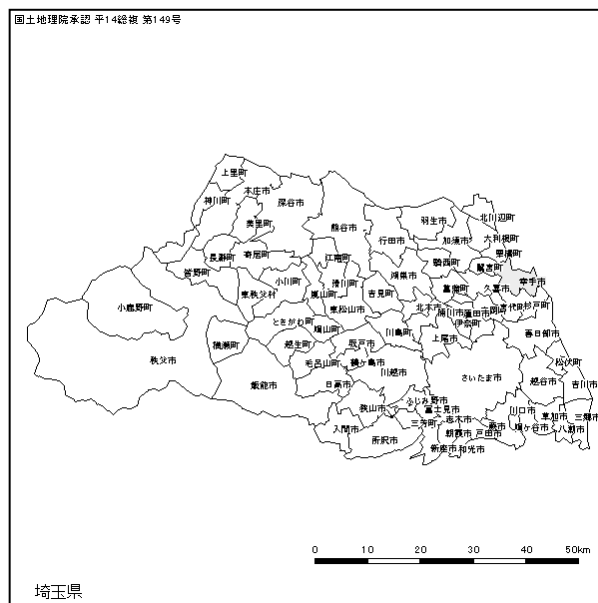 国土地理院承認 平14総複 第149号
上里町
本庄市
神川町
深谷市
美里町
熊谷市
羽生市
北川辺町
行田市
加須市
大利根町
栗橋町
長瀞町
寄居町
江南町
騎西町
鷲宮町
皆野町
小川町
滑川町
鴻巣市
幸手市
東秩父村
嵐山町
吉見町
菖蒲町
久喜市
小鹿野町
東松山市
北本市
桶川市
蓮田市
宮代町
杉戸町
ときがわ町
鳩山町
川島町
伊奈町
秩父市
横瀬町
越生町
坂戸市
上尾市
春日部市
毛呂山町
鶴ヶ島市
松伏町
飯能市
日高市
川越市
さいたま市
越谷市
吉川市
狭山市
ふじみ野市
富士見市
川口市
入間市
三芳町
志木市
蕨市
草加市
三郷市
鳩ヶ谷市
八潮市
所沢市
朝霞市
戸田市
新座市
和光市
0 10 20 30 40 50km
埼玉県